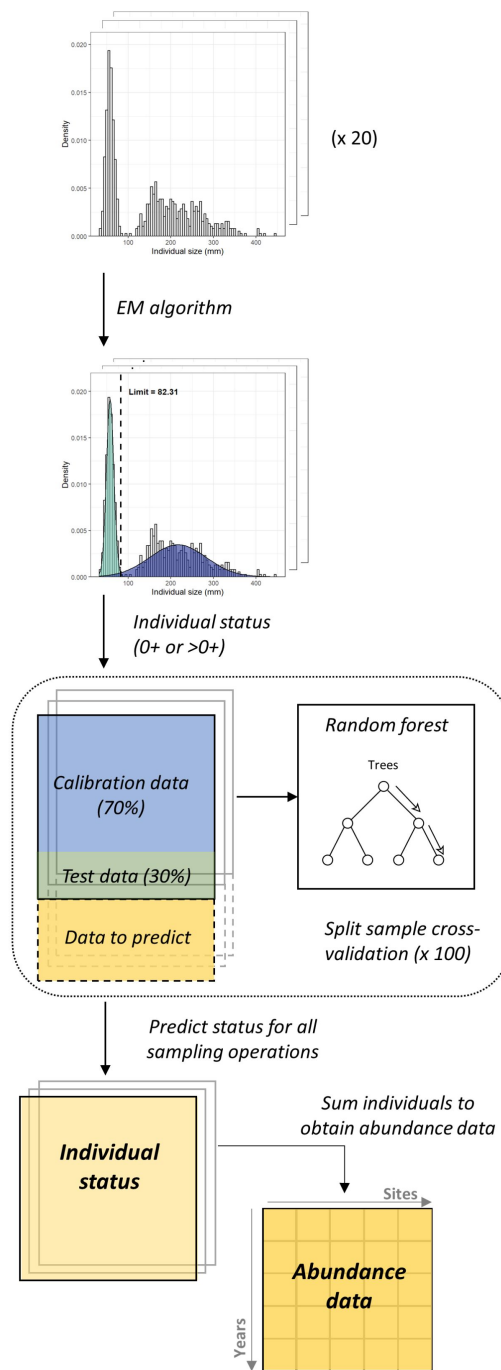 0.020
0.015
0.010
0.005
0.000
Density
100
200
300
400
Individual size (mm)
(x 20)
EM algorithm
Limit = 82.31
0.020
0.015
0.010
0.005
0.000
Density
100
200
300
400
Individual size (mm)
Individual status
(0+ or >0+)
Calibration data
(70%)
Test data (30%)
Data to predict
Random forest
Trees
Split sample cross-
validation (x 100)
Predict status for all
sampling operations
Individual
status
Sum individuals to
obtain abundance data
Sites
Years
Abundance
data